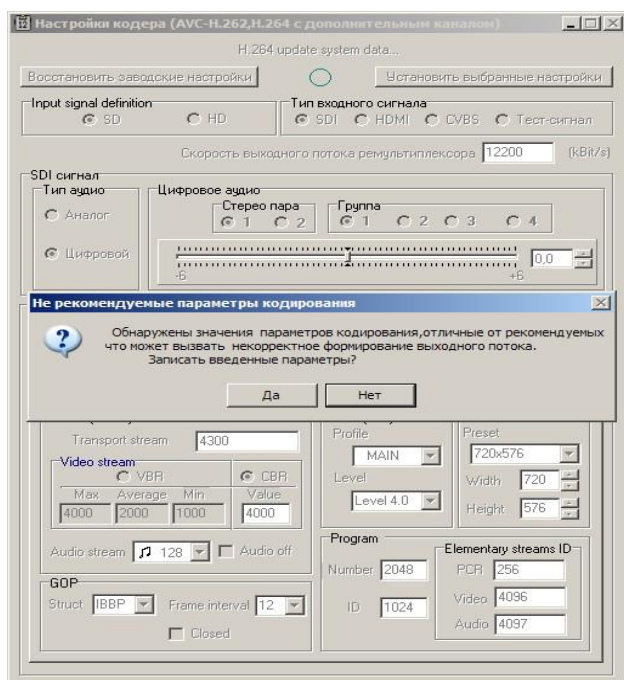 Настройки кодера (AVC-H.262,H.264 с дополнительным каналом)
H.264 update system data...
Восстановить заводские настройки
Установить выбранные настройки
Input signal definition
SD HD
Тип входного сигнала
SDI HDMI CVBS Тест-сигнал
Скорость выходного потока ремультиплексора 12200 (kBit/s)
SDI сигнал
Тип аудио
Аналог
Цифровой
Цифровое аудио
Стерео пара
1 2
Группа
1 2 3 4
-6 +6
0,0
Не рекомендуемые параметры кодирования
Обнаружены значения параметров кодирования,отличные от рекомендуемых
что может вызвать некорректное формирование выходного потока.
Записать введенные параметры?
Да Нет
Transport stream 4300
Video stream
VBR CBR
Max Average Min Value
4000 2000 1000 4000
Audio stream 128 Audio off
GOP
Struct IBBP Frame interval 12
Closed
Profile
MAIN
Level
Level 4.0
Preset
720x576
Width 720
Height 576
Program
Number 2048
ID 1024
Elementary streams ID
PCR 256
Video 4096
Audio 4097